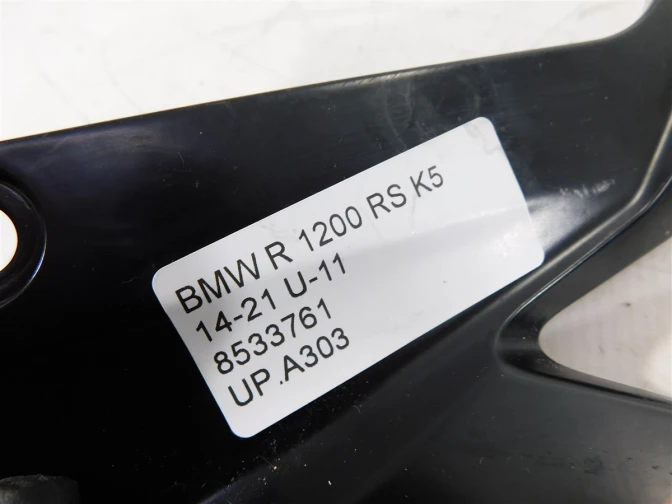 BMW R 1200 RS K5
14-21 U-11
8533761
UP.A303